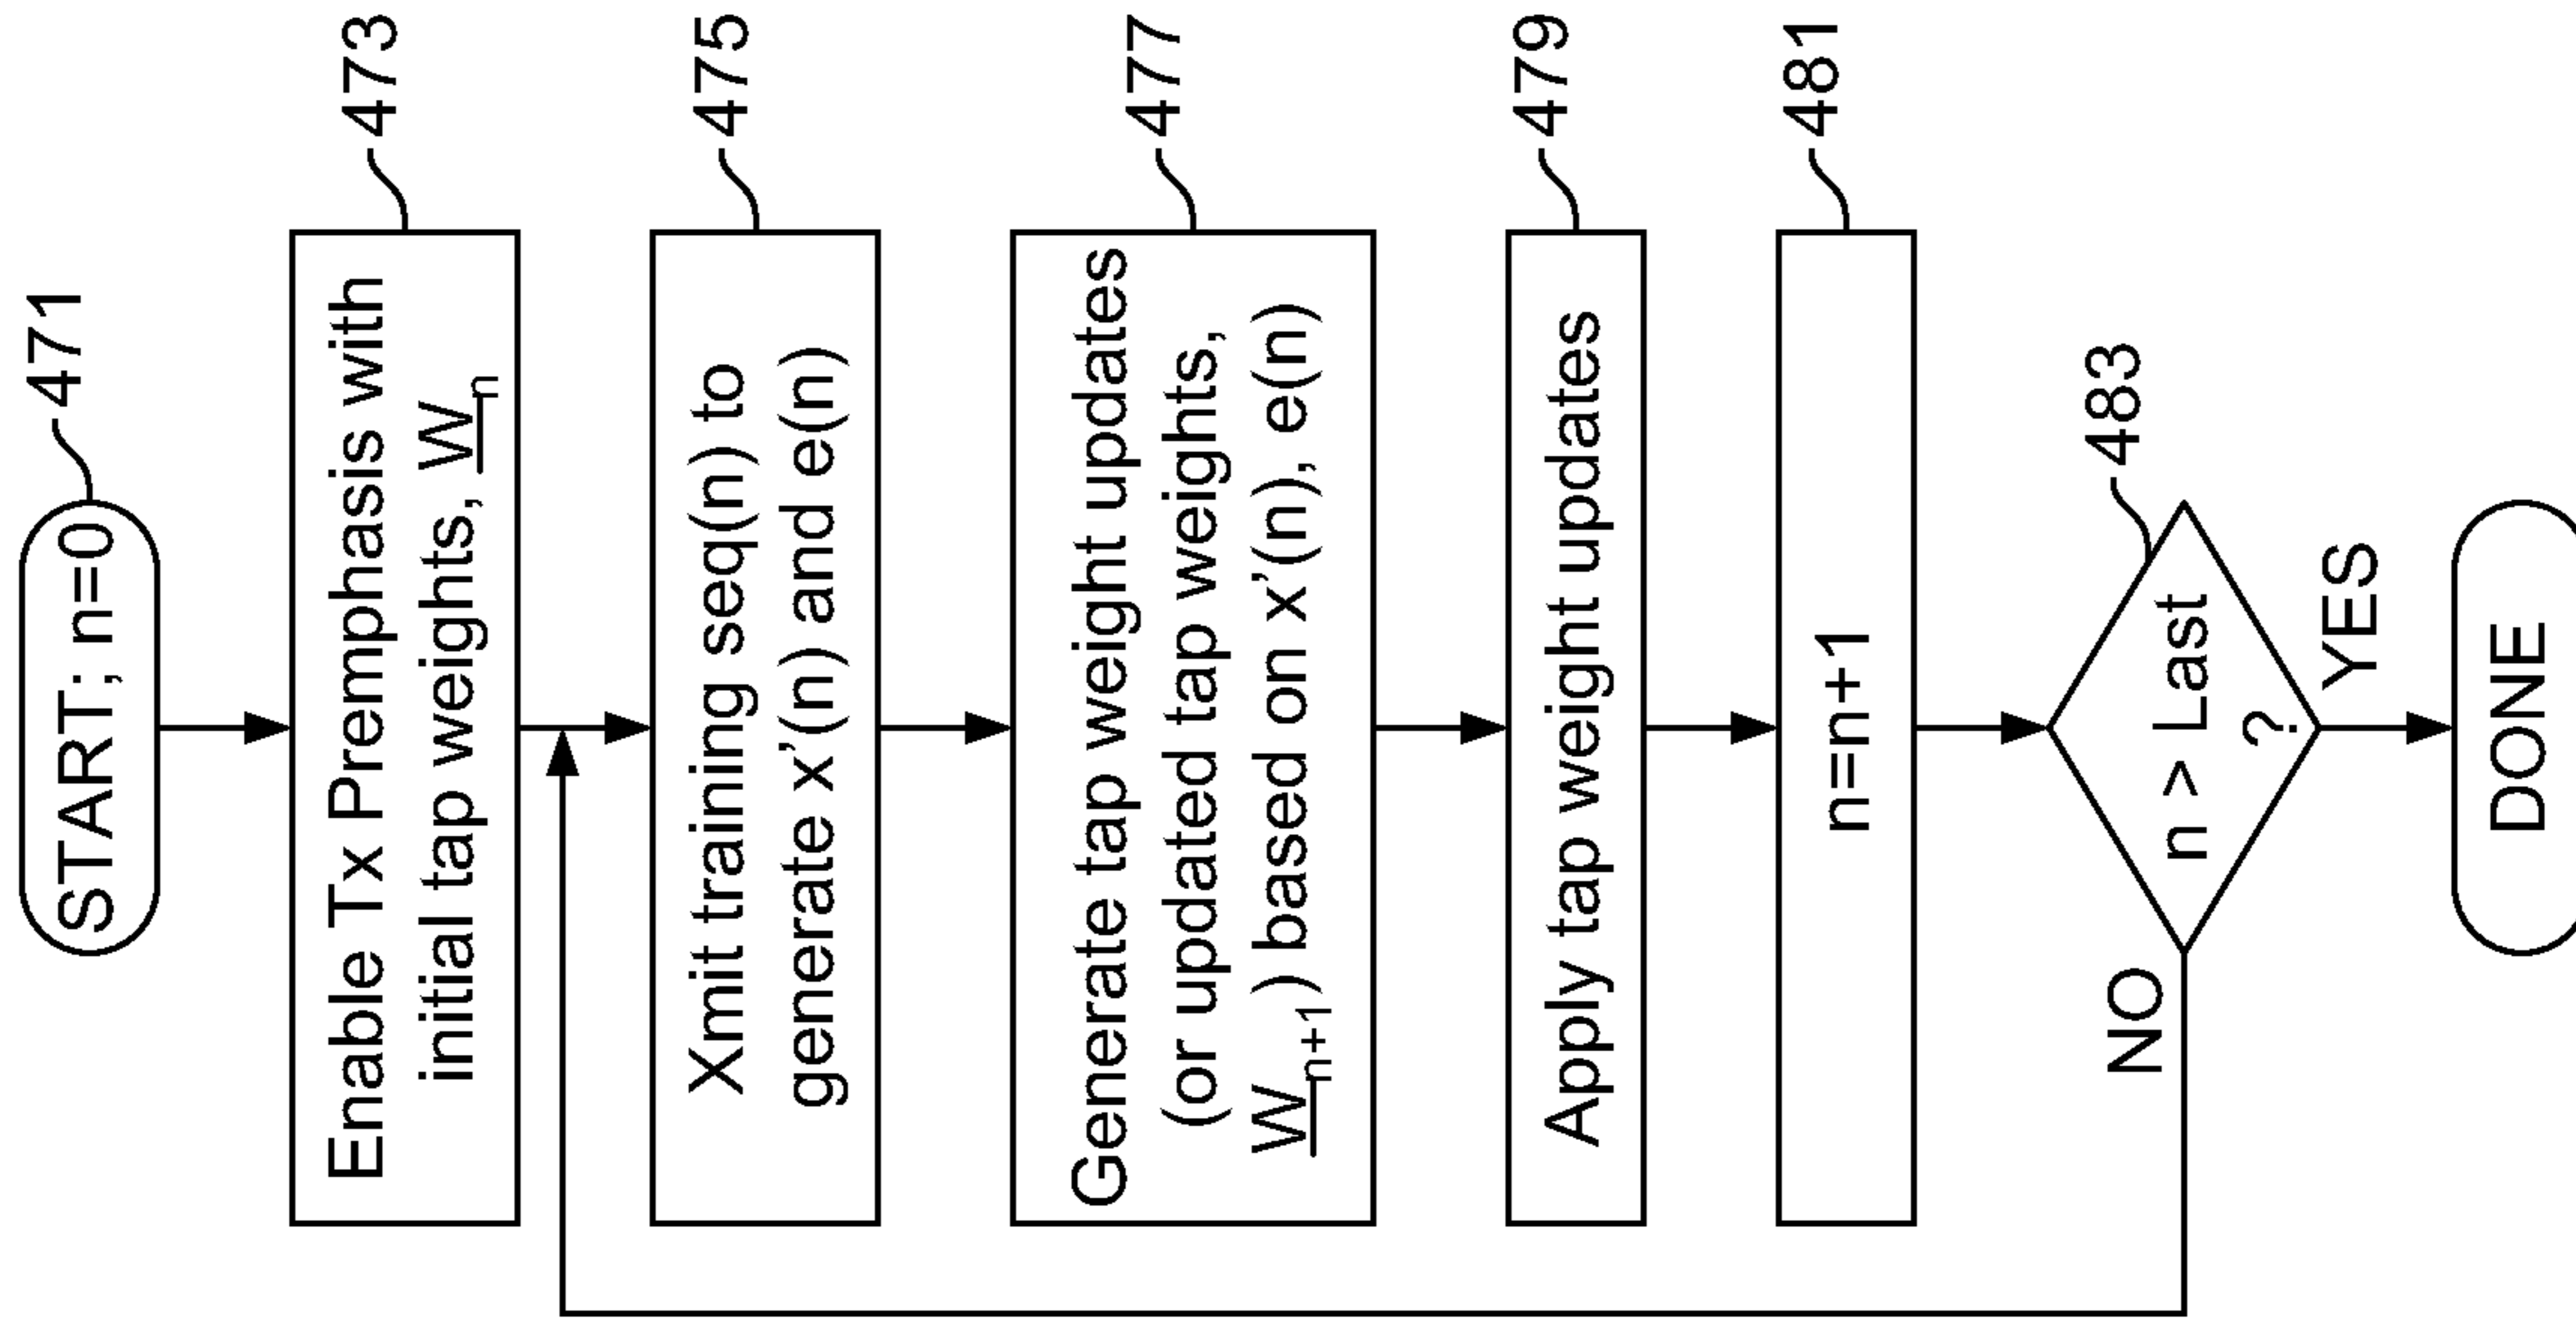 START; n=0
471
Enable Tx Premphasis with
initial tap weights, Wn
473
Xmit training seq(n) to
generate x'(n) and e(n)
475
Generate tap weight updates
(or updated tap weights,
Wn+1) based on x'(n), e(n)
477
Apply tap weight updates
479
n=n+1
481
n > Last
?
483
NO
YES
DONE